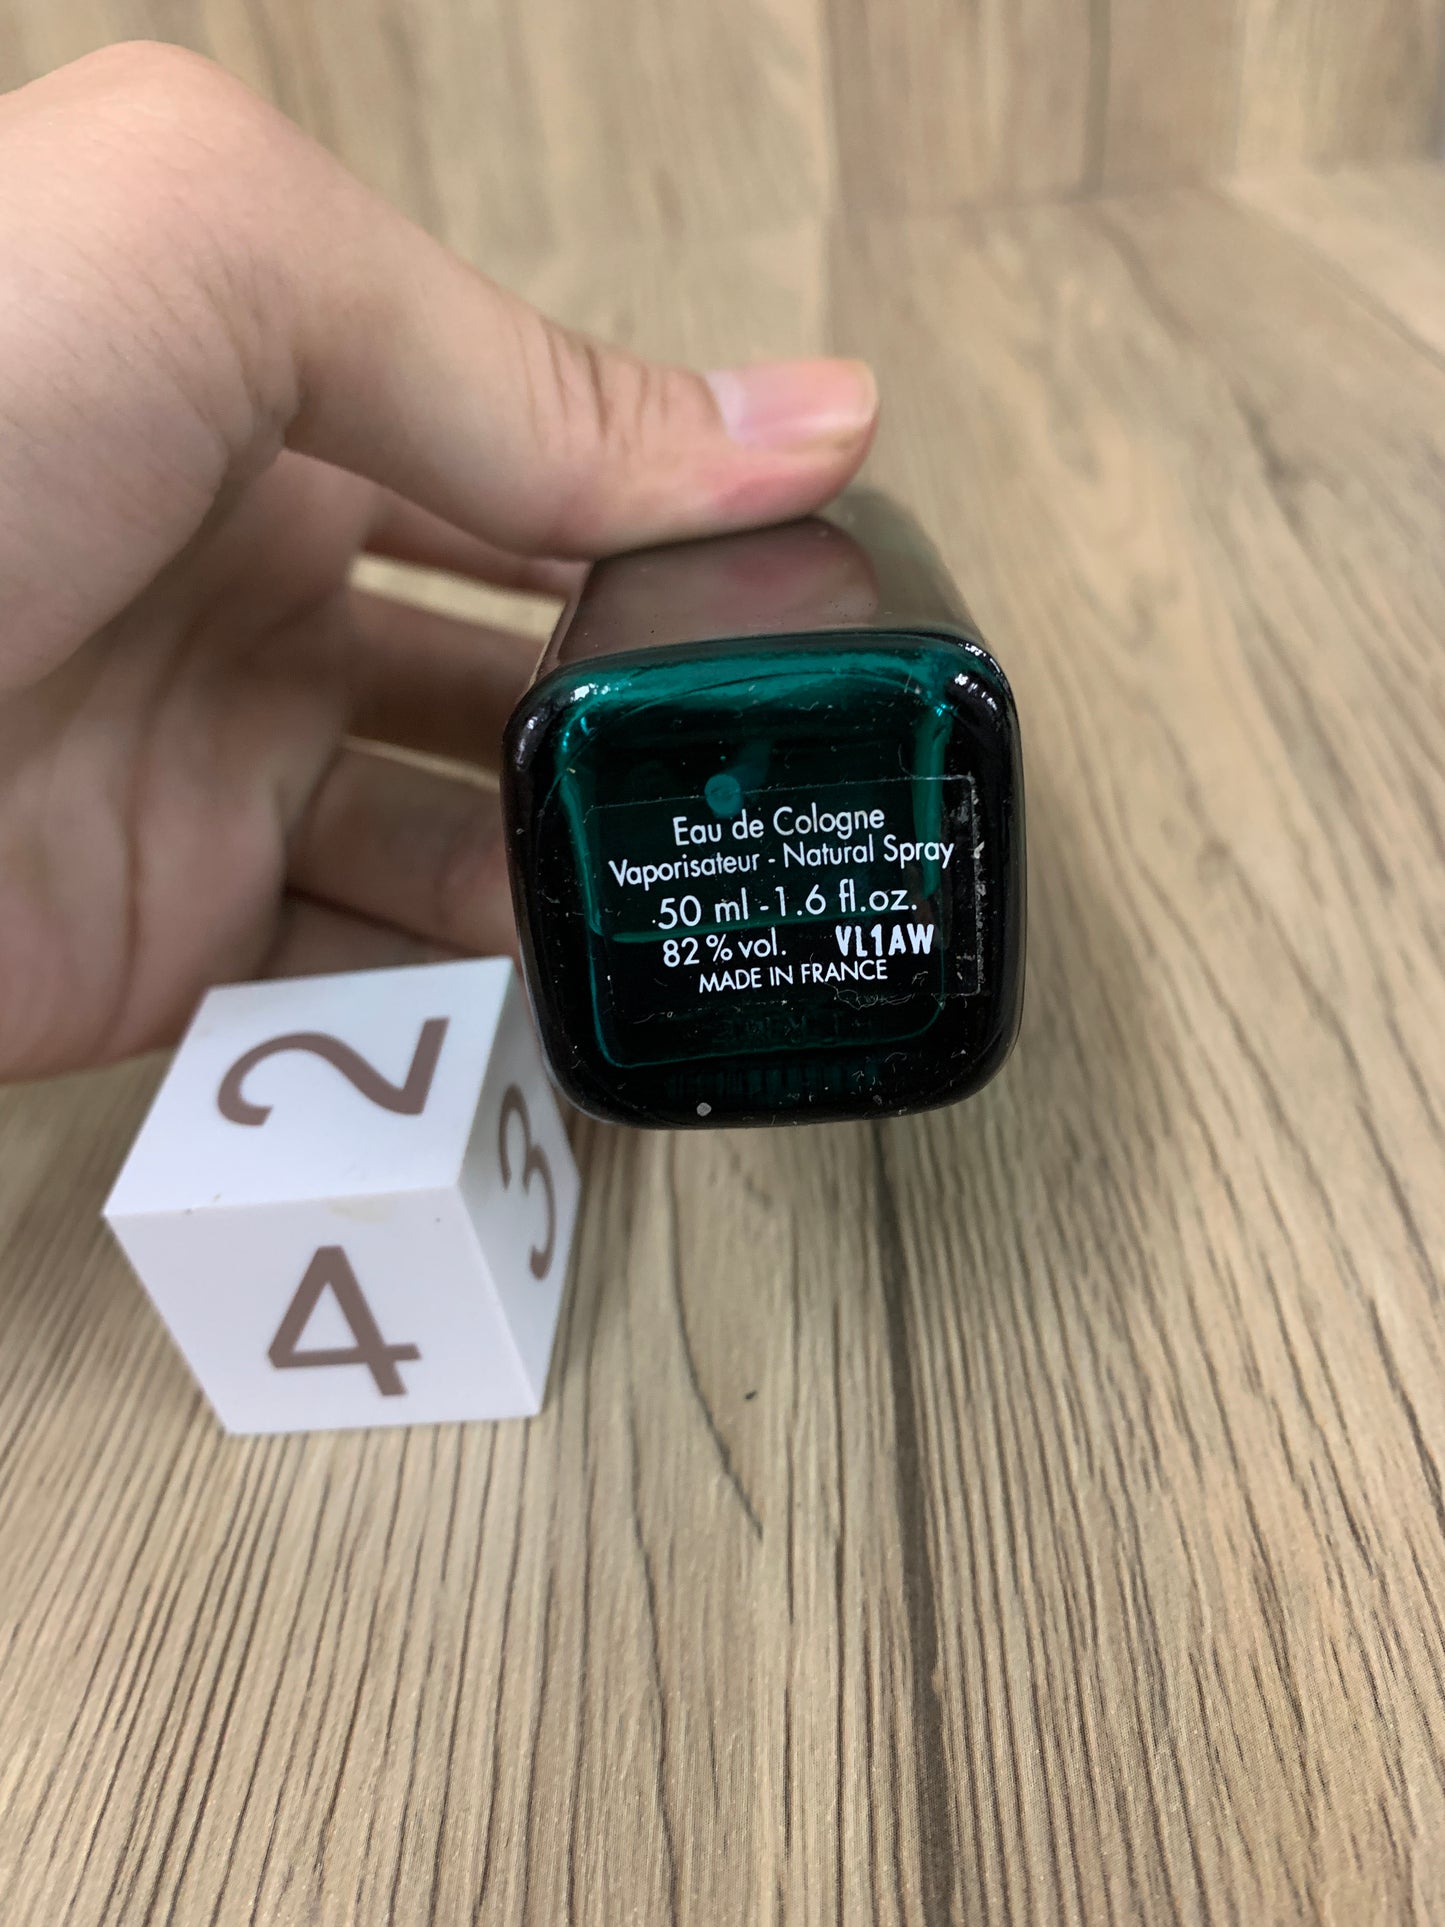 Eau de Cologne
Vaporisateur - Natural Spray
50 ml - 1.6 fl.oz.
82 % vol. VL1AW
MADE IN FRANCE
2
3
4